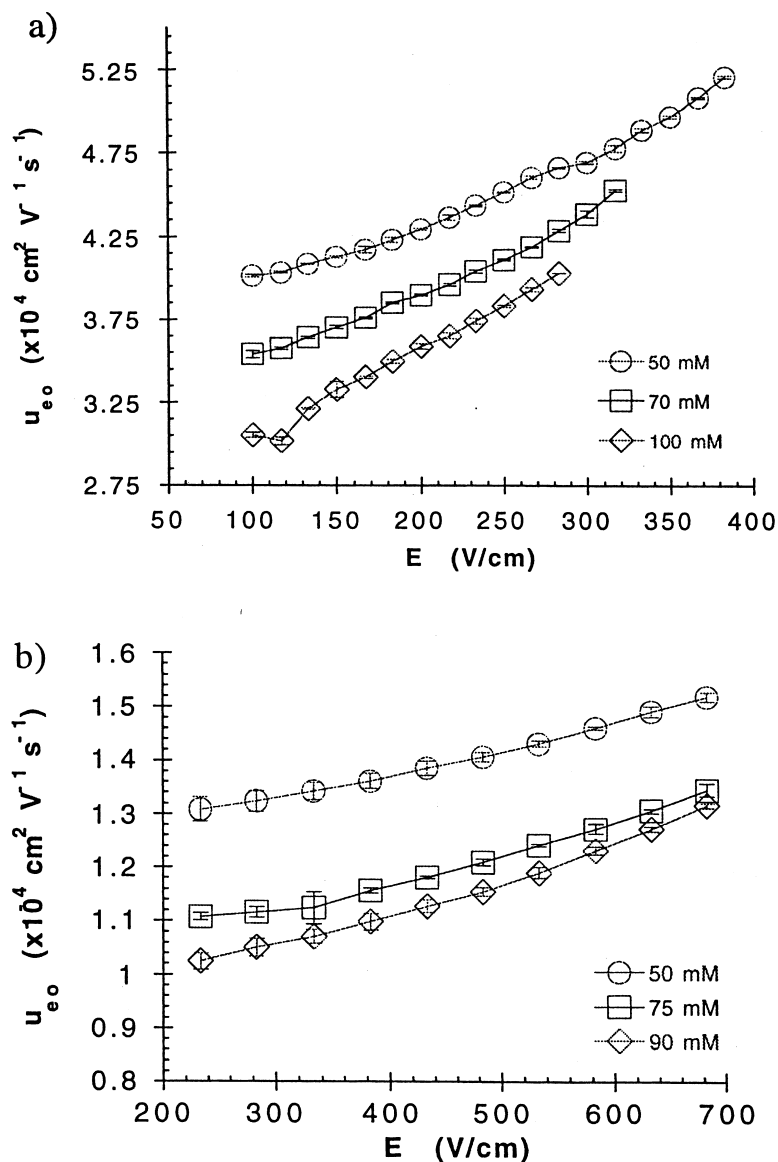 a)
5.25
4.75
4.25
3.75
3.25
2.75
u_eo (x10^4 cm^2 V^-1 s^-1)
50 mM
70 mM
100 mM
50 100 150 200 250 300 350 400
E (V/cm)
b)
1.6
1.5
1.4
1.3
1.2
1.1
1
0.9
0.8
u_eo (x10^4 cm^2 V^-1 s^-1)
50 mM
75 mM
90 mM
200 300 400 500 600 700
E (V/cm)